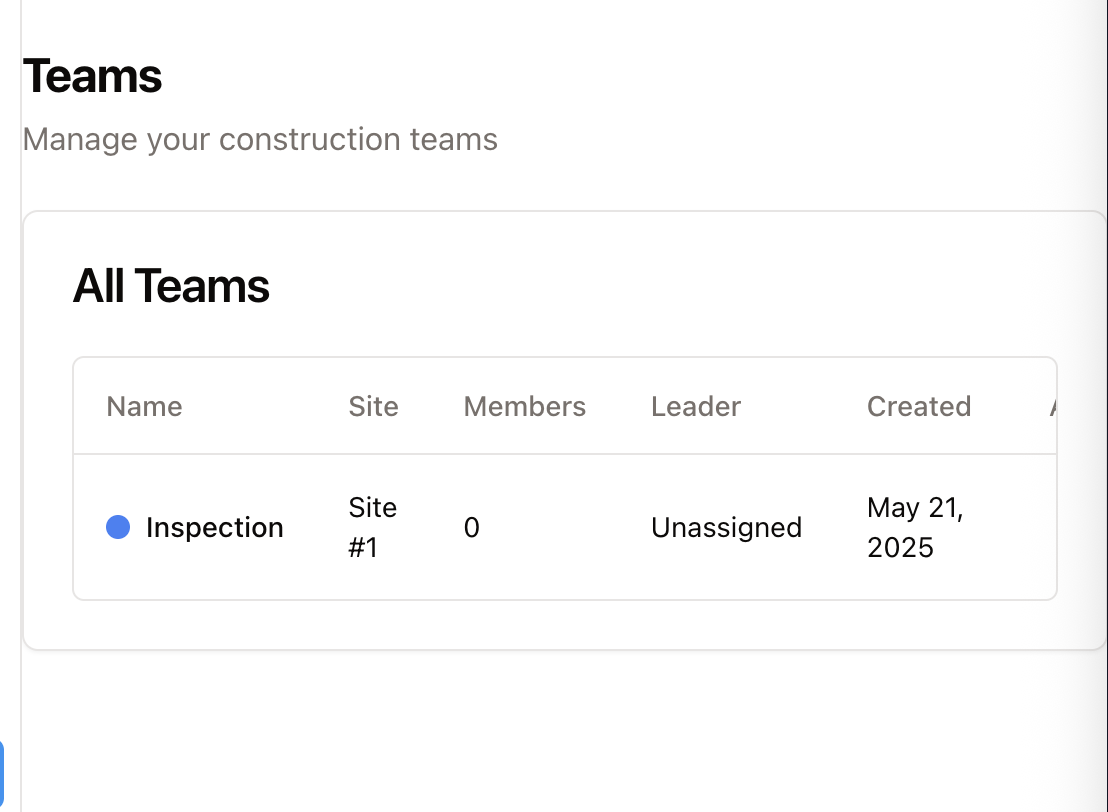 Teams
Manage your construction teams
All Teams
Name Site Members Leader Created
Inspection Site #1 0 Unassigned May 21, 2025